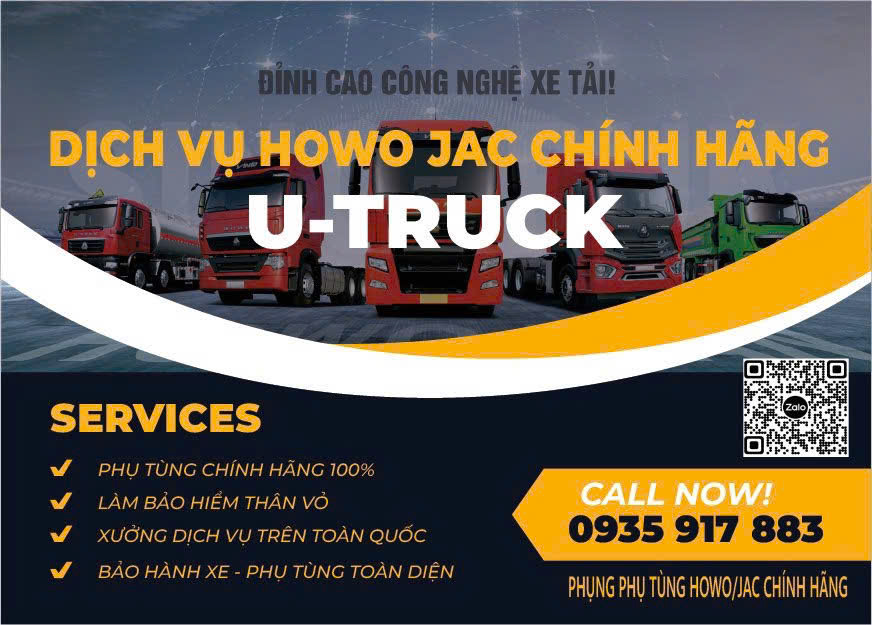 ĐỈNH CAO CÔNG NGHỆ XE TẢI!
DỊCH VỤ HOWO JAC CHÍNH HÃNG
U-TRUCK
SERVICES
PHỤ TÙNG CHÍNH HÃNG 100%
LÀM BẢO HIỂM THÂN VỎ
XƯỞNG DỊCH VỤ TRÊN TOÀN QUỐC
BẢO HÀNH XE - PHỤ TÙNG TOÀN DIỆN
Zalo
CALL NOW!
0935 917 883
PHỤNG PHỤ TÙNG HOWO/JAC CHÍNH HÃNG